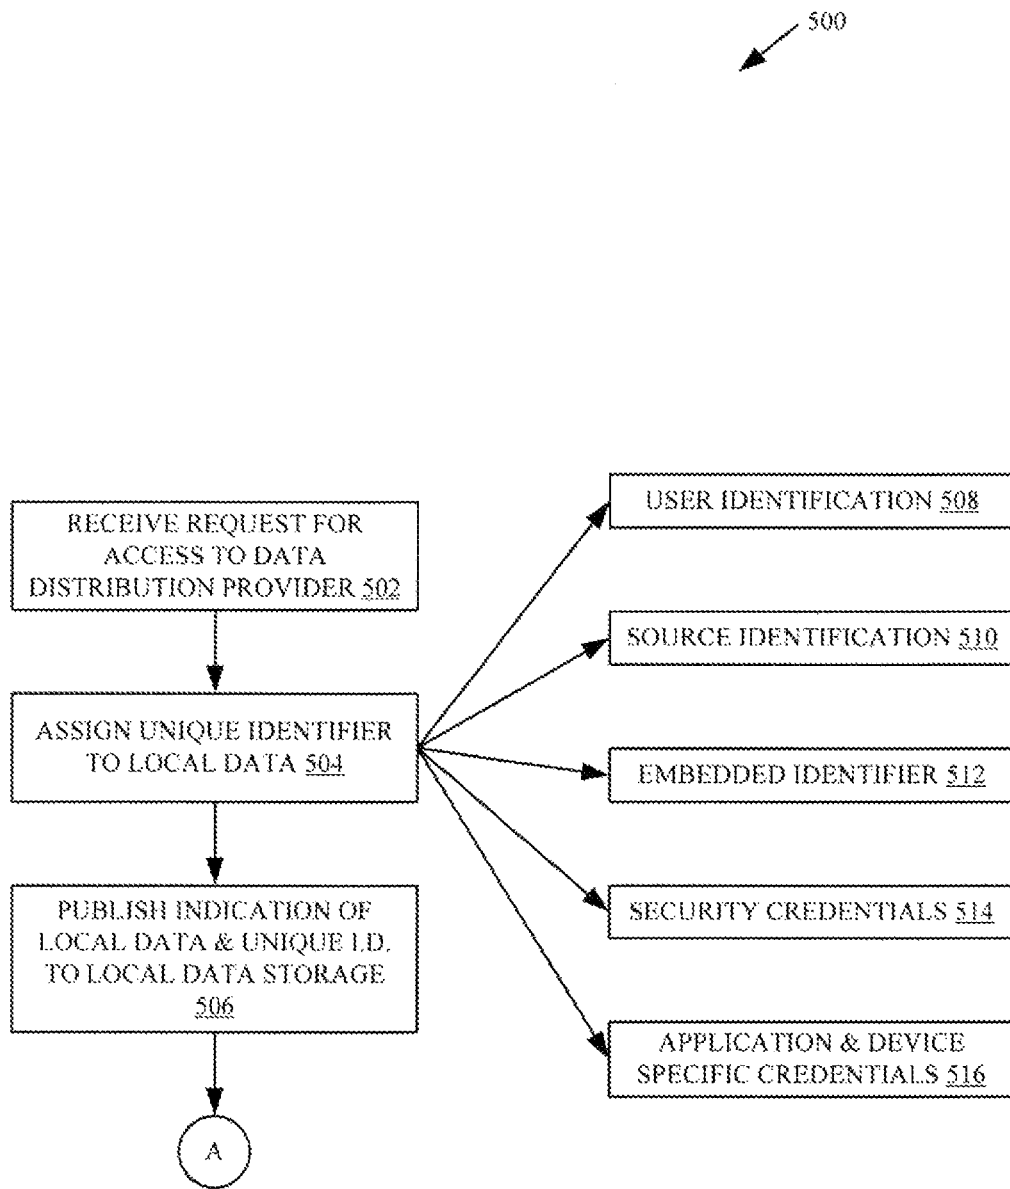 500
RECEIVE REQUEST FOR
ACCESS TO DATA
DISTRIBUTION PROVIDER 502
ASSIGN UNIQUE IDENTIFIER
TO LOCAL DATA 504
PUBLISH INDICATION OF
LOCAL DATA & UNIQUE I.D.
TO LOCAL DATA STORAGE
506
A
USER IDENTIFICATION 508
SOURCE IDENTIFICATION 510
EMBEDDED IDENTIFIER 512
SECURITY CREDENTIALS 514
APPLICATION & DEVICE
SPECIFIC CREDENTIALS 516